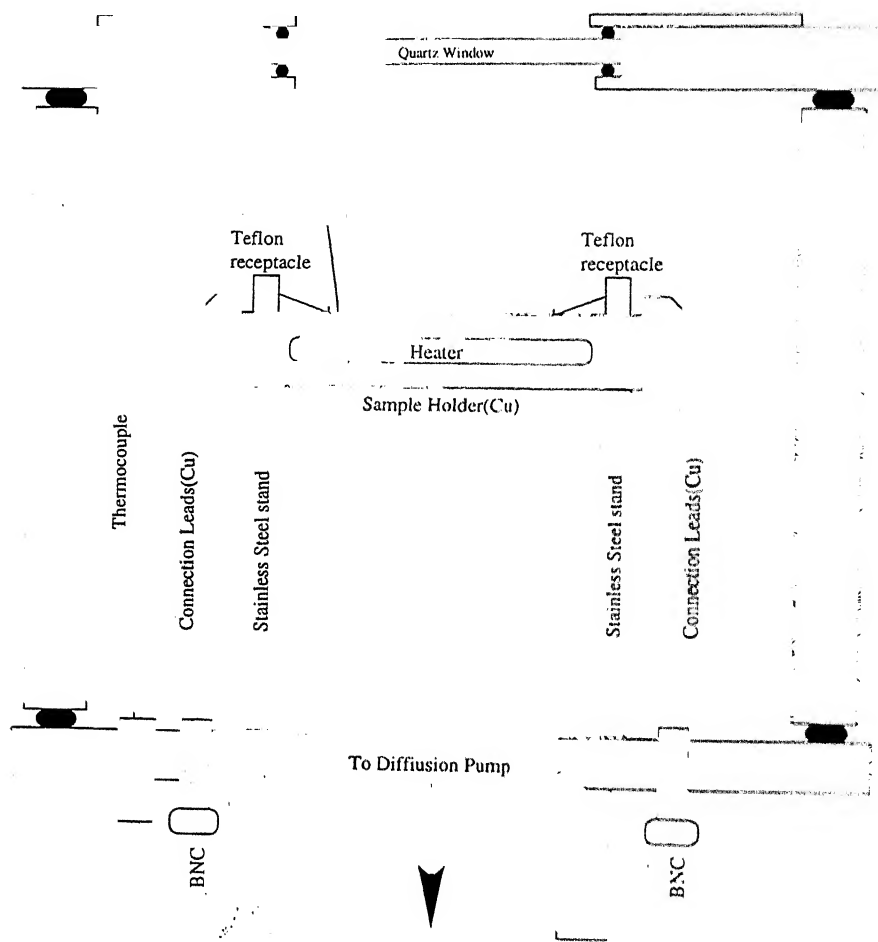 Quartz Window
Teflon
receptacle
Teflon
receptacle
Heater
Sample Holder(Cu)
Thermocouple
Connection Leads(Cu)
Stainless Steel stand
Stainless Steel stand
Connection Leads(Cu)
To Diffiusion Pump
BNC
BNC